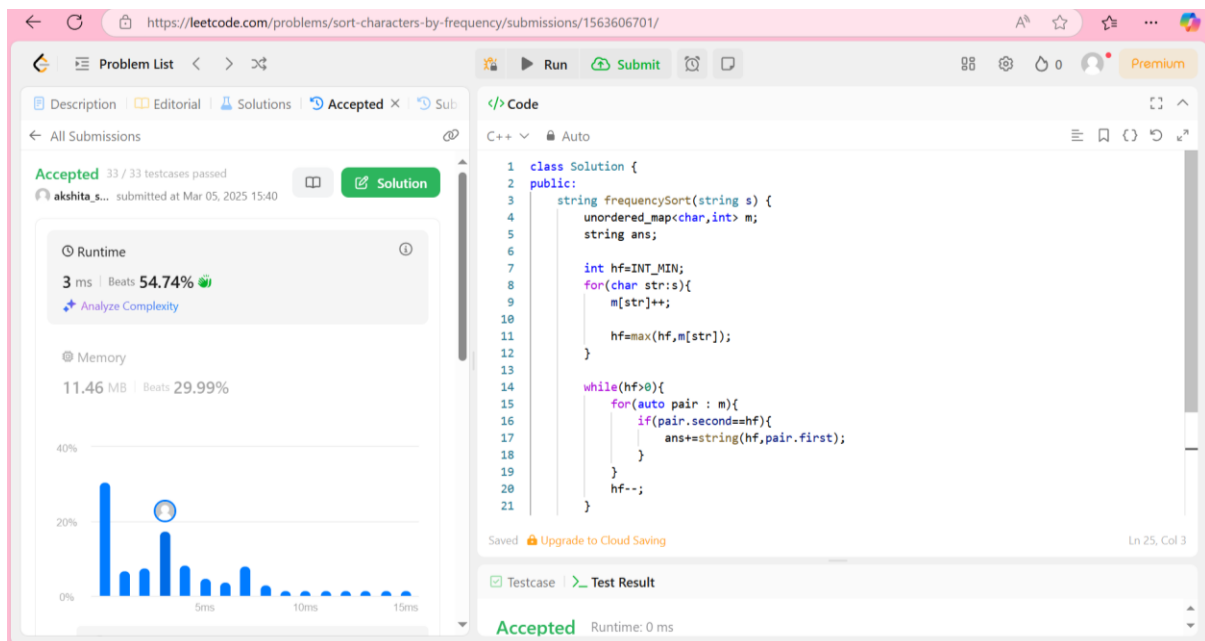 https://leetcode.com/problems/sort-characters-by-frequency/submissions/1563606701/
Problem List
Run
Submit
0
Premium
Description
Editorial
Solutions
Accepted
Sub
</>Code
All Submissions
C++
Auto
Accepted 33 / 33 testcases passed
akshita_s... submitted at Mar 05, 2025 15:40
Solution
Runtime
3 ms Beats 54.74%
Analyze Complexity
Memory
11.46 MB Beats 29.99%
40%
20%
0%
5ms 10ms 15ms
1 class Solution {
2 public:
3 string frequencySort(string s) {
4 unordered_map<char,int> m;
5 string ans;
6
7 int hf=INT_MIN;
8 for(char str:s){
9 m[str]++;
10
11 hf=max(hf,m[str]);
12 }
13
14 while(hf>0){
15 for(auto pair : m){
16 if(pair.second==hf){
17 ans+=string(hf,pair.first);
18 }
19 }
20 hf--;
21 }
Saved Upgrade to Cloud Saving
Ln 25, Col 3
Testcase
>_ Test Result
Accepted Runtime: 0 ms